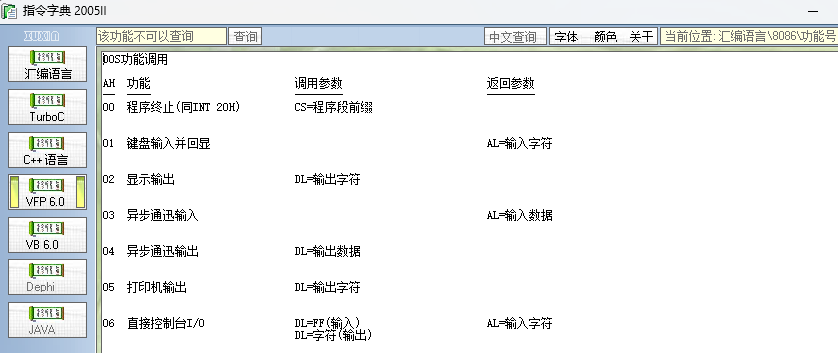 指令字典 2005II
XUXIN
该功能不可以查询 查询 中文查询 字体 颜色 关于 当前位置: 汇编语言\8086\功能号
汇编语言
TurboC
C++ 语言
VFP 6.0
VB 6.0
Dephi
JAVA
DOS功能调用
AH 功能 调用参数 返回参数
00 程序终止(同INT 20H) CS=程序段前缀
01 键盘输入并回显 AL=输入字符
02 显示输出 DL=输出字符
03 异步通迅输入 AL=输入数据
04 异步通迅输出 DL=输出数据
05 打印机输出 DL=输出字符
06 直接控制台I/O DL=FF(输入) AL=输入字符
DL=字符(输出)